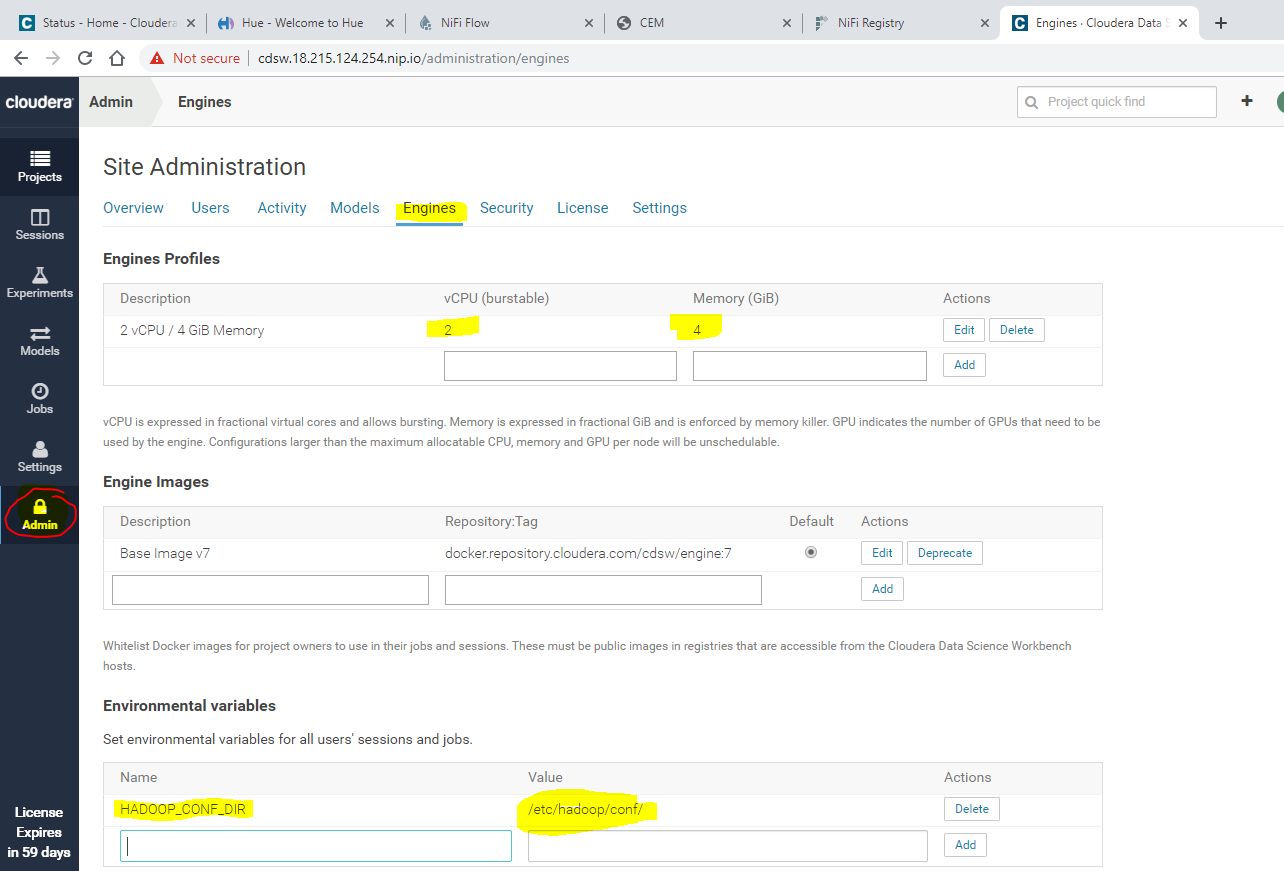 Status - Home - Cloudera
Hue - Welcome to Hue
NiFi Flow
CEM
NiFi Registry
Engines · Cloudera Data S
Not secure
cdsw.18.215.124.254.nip.io/administration/engines
cloudera
Admin
Engines
Project quick find
Projects
Sessions
Experiments
Models
Jobs
Settings
Admin
License
Expires
in 59 days
Site Administration
Overview Users Activity Models Engines Security License Settings
Engines Profiles
Description vCPU (burstable) Memory (GiB) Actions
2 vCPU / 4 GiB Memory 2 4 Edit Delete
Add
vCPU is expressed in fractional virtual cores and allows bursting. Memory is expressed in fractional GiB and is enforced by memory killer. GPU indicates the number of GPUs that need to be
used by the engine. Configurations larger than the maximum allocatable CPU, memory and GPU per node will be unschedulable.
Engine Images
Description Repository:Tag Default Actions
Base Image v7 docker.repository.cloudera.com/cdsw/engine:7 Edit Deprecate
Add
Whitelist Docker images for project owners to use in their jobs and sessions. These must be public images in registries that are accessible from the Cloudera Data Science Workbench
hosts.
Environmental variables
Set environmental variables for all users' sessions and jobs.
Name Value Actions
HADOOP_CONF_DIR /etc/hadoop/conf/ Delete
Add